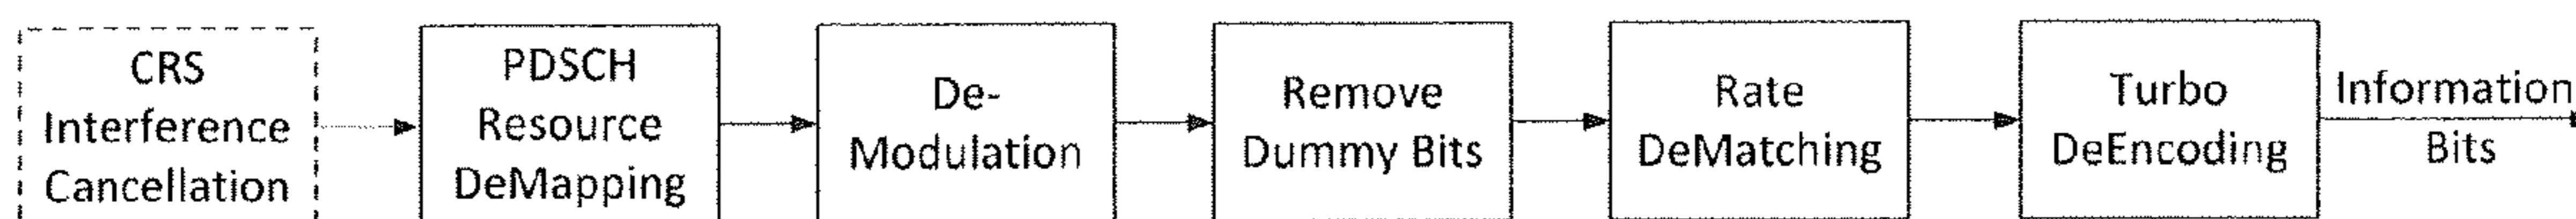 CRS
Interference
Cancellation
PDSCH
Resource
DeMapping
De-
Modulation
Remove
Dummy Bits
Rate
DeMatching
Turbo
DeEncoding
Information
Bits